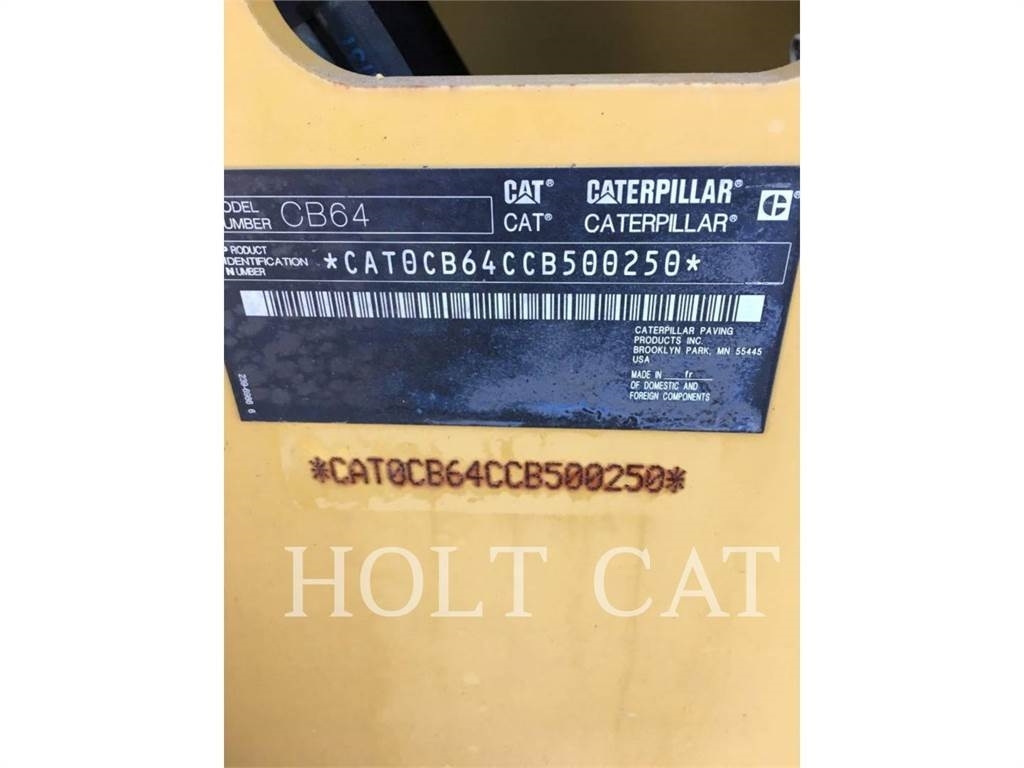 CAT® CATERPILLAR®
MODEL
NUMBER CB64
CAT® CATERPILLAR®
PRODUCT
IDENTIFICATION
NUMBER *CAT0CB64CCB500250*
CATERPILLAR PAVING
PRODUCTS INC.
BROOKLYN PARK, MN 55445
USA
MADE IN fr
OF DOMESTIC AND
FOREIGN COMPONENTS
*CAT0CB64CCB500250*
HOLT CAT